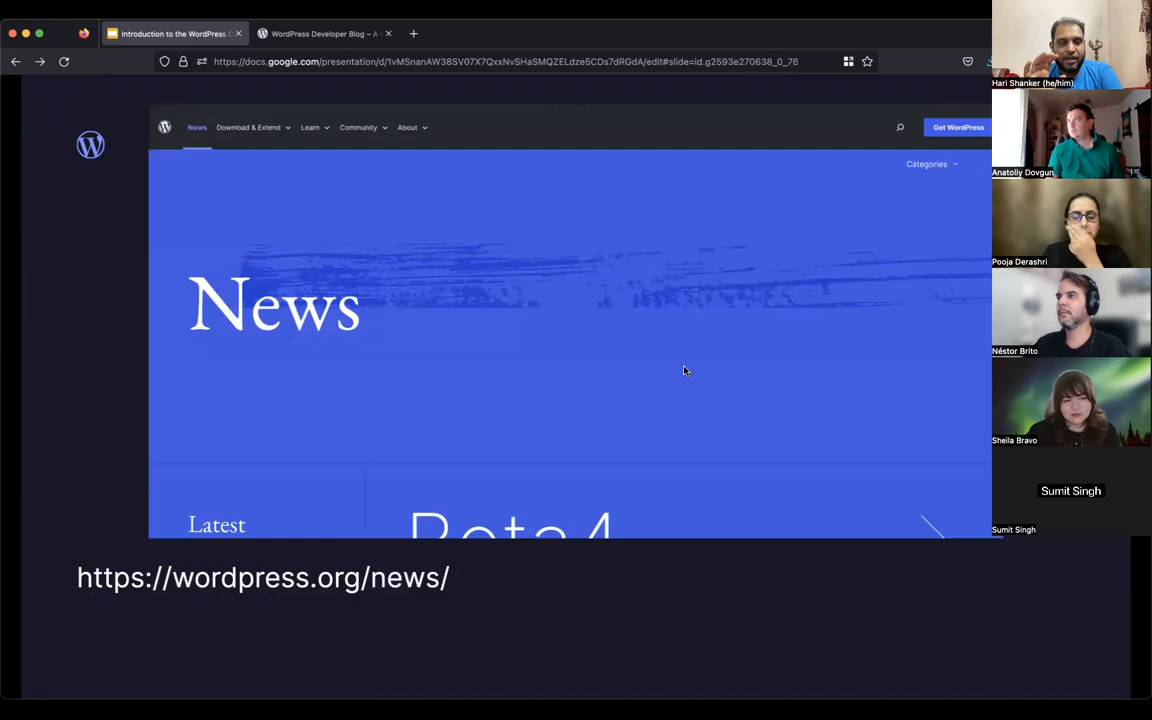 Introduction to the WordPress C
WordPress Developer Blog – A
https://docs.google.com/presentation/d/1vMSnanAW38SV07X7QxxNvSHaSMQZELdze5CDs7dRGdA/edit#slide=id.g2593e270638_0_76
News
Download & Extend
Learn
Community
About
Get WordPress
Categories
News
Latest
Beta4
https://wordpress.org/news/
Hari Shanker (he/him)
Anatoliy Dovgun
Pooja Derashri
Néstor Brito
Sheila Bravo
Sumit Singh
Sumit Singh